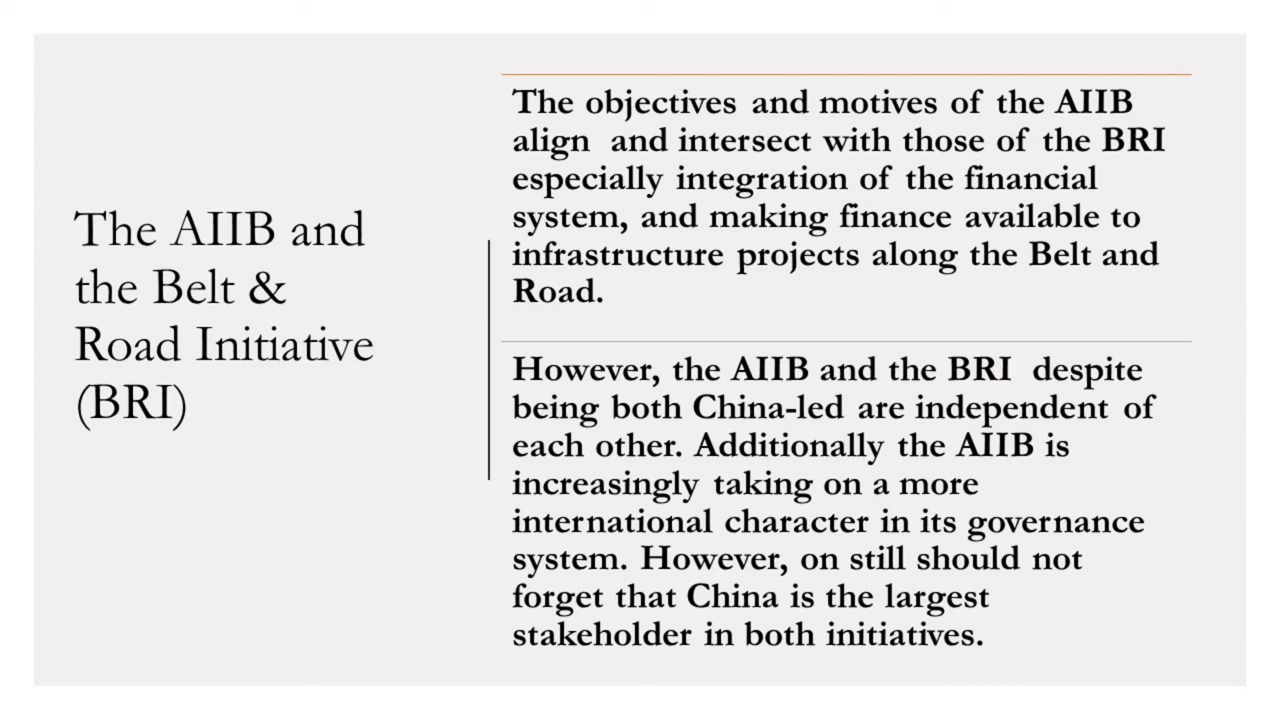 The AIIB and
the Belt &
Road Initiative
(BRI)
The objectives and motives of the AIIB
align and intersect with those of the BRI
especially integration of the financial
system, and making finance available to
infrastructure projects along the Belt and
Road.
However, the AIIB and the BRI despite
being both China-led are independent of
each other. Additionally the AIIB is
increasingly taking on a more
international character in its governance
system. However, on still should not
forget that China is the largest
stakeholder in both initiatives.